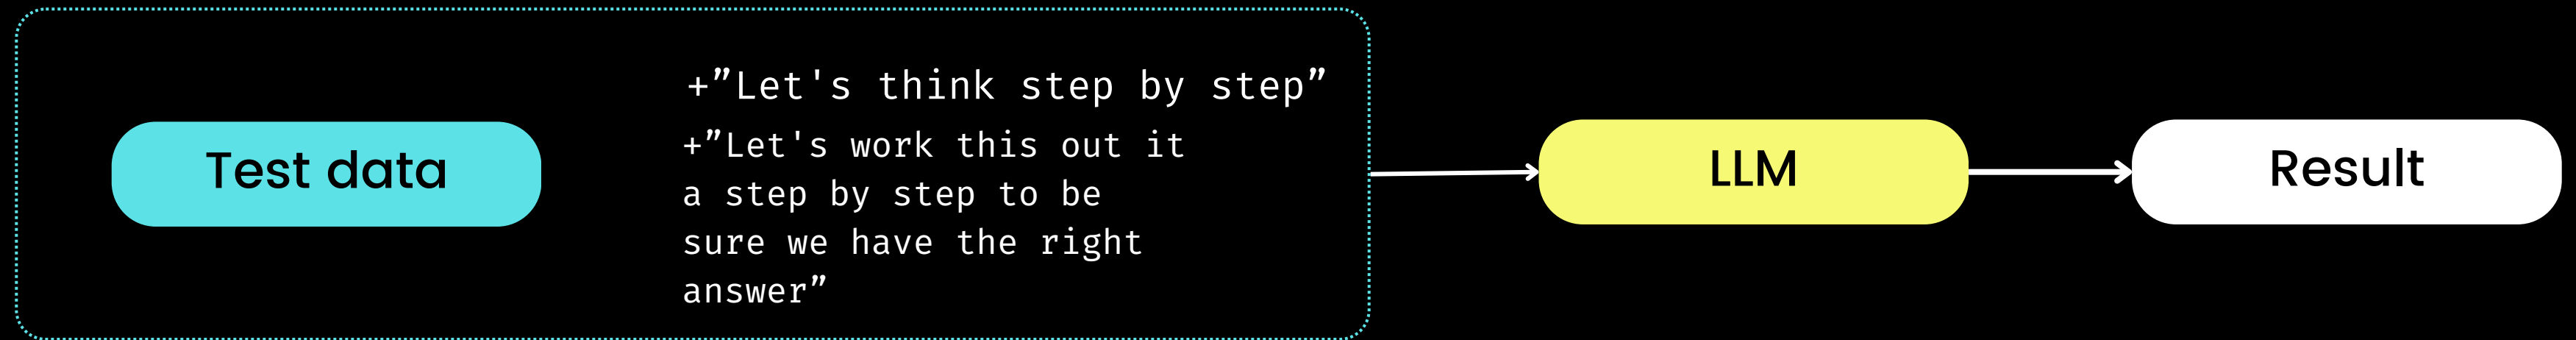 Test data
+”Let's think step by step”
+”Let's work this out it
a step by step to be
sure we have the right
answer”
LLM
Result